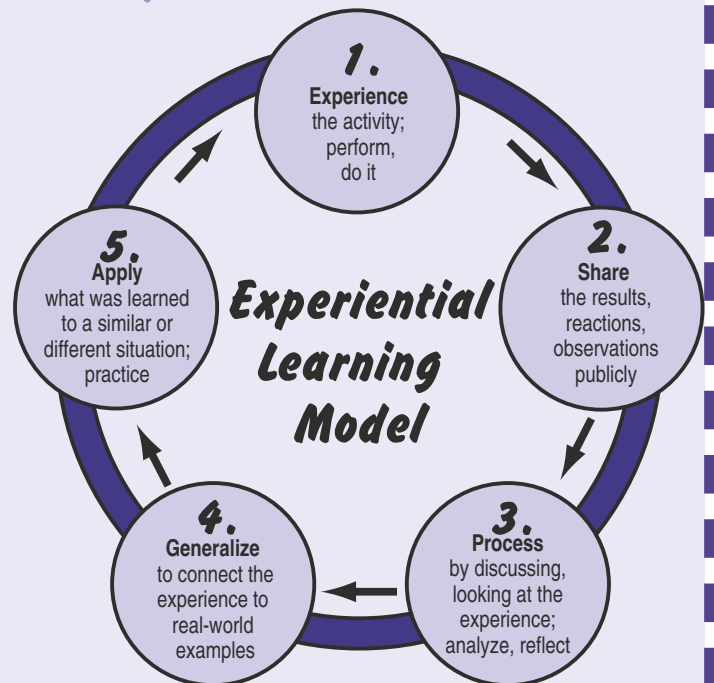 1.
Experience
the activity;
perform,
do it
2.
Share
the results,
reactions,
observations
publicly
3.
Process
by discussing,
looking at the
experience;
analyze, reflect
4.
Generalize
to connect the
experience to
real-world
examples
5.
Apply
what was learned
to a similar or
different situation;
practice
Experiential
Learning
Model